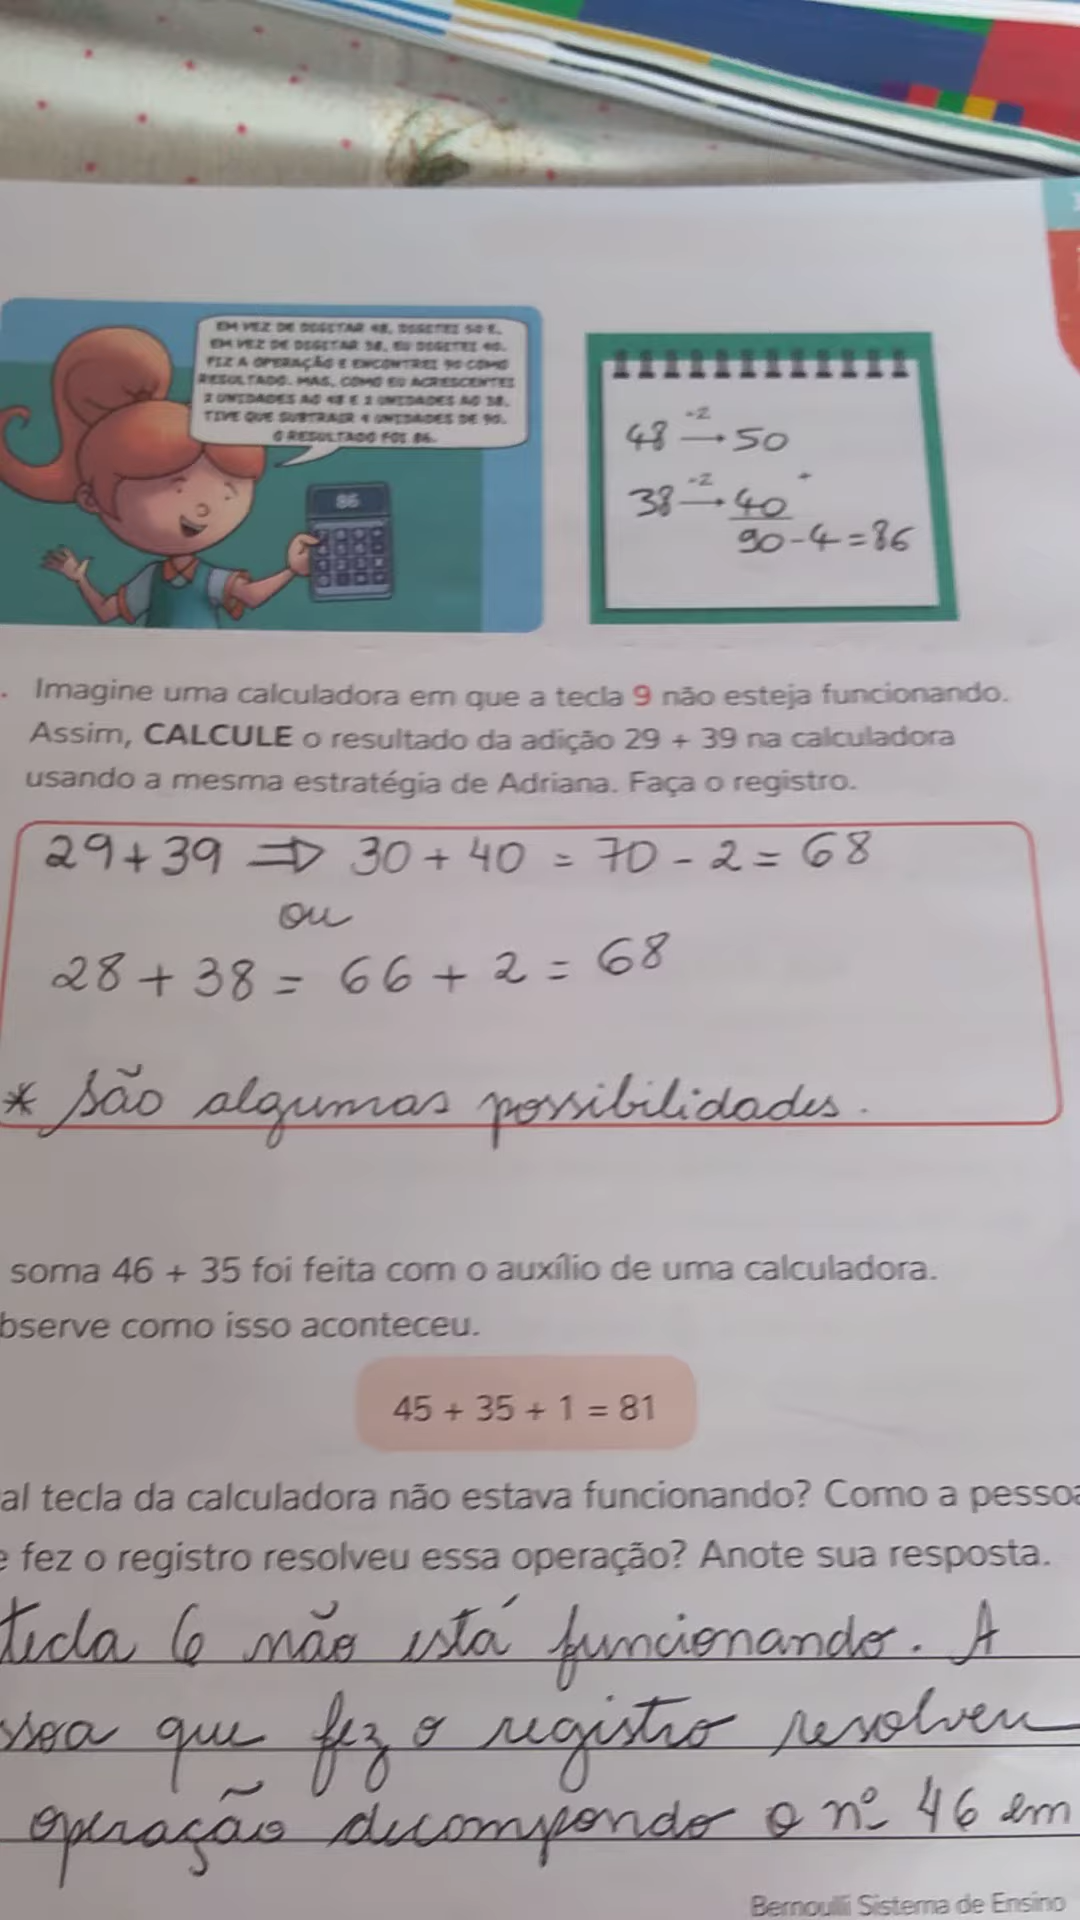 EM VEZ DE DIGITAR 48, DIGITEI 50 E,
EM VEZ DE DIGITAR 38, EU DIGITEI 40.
FIZ A OPERAÇÃO E ENCONTREI 90 COMO
RESULTADO. MAS, COMO EU ACRESCENTEI
2 UNIDADES AO 48 E 2 UNIDADES AO 38,
TIVE QUE SUBTRAIR 4 UNIDADES DE 90.
O RESULTADO FOI 86.
86
-2
48 → 50
-2 +
38 → 40
90 - 4 = 86
. Imagine uma calculadora em que a tecla 9 não esteja funcionando.
Assim, CALCULE o resultado da adição 29 + 39 na calculadora
usando a mesma estratégia de Adriana. Faça o registro.
29 + 39 ⇒ 30 + 40 = 70 - 2 = 68
ou
28 + 38 = 66 + 2 = 68
* são algumas possibilidades.
soma 46 + 35 foi feita com o auxílio de uma calculadora.
bserve como isso aconteceu.
45 + 35 + 1 = 81
al tecla da calculadora não estava funcionando? Como a pessoa
e fez o registro resolveu essa operação? Anote sua resposta.
tecla 6 não está funcionando. A
ssoa que fez o registro resolveu
operação decompondo o nº 46 em
Bernoulli Sistema de Ensino